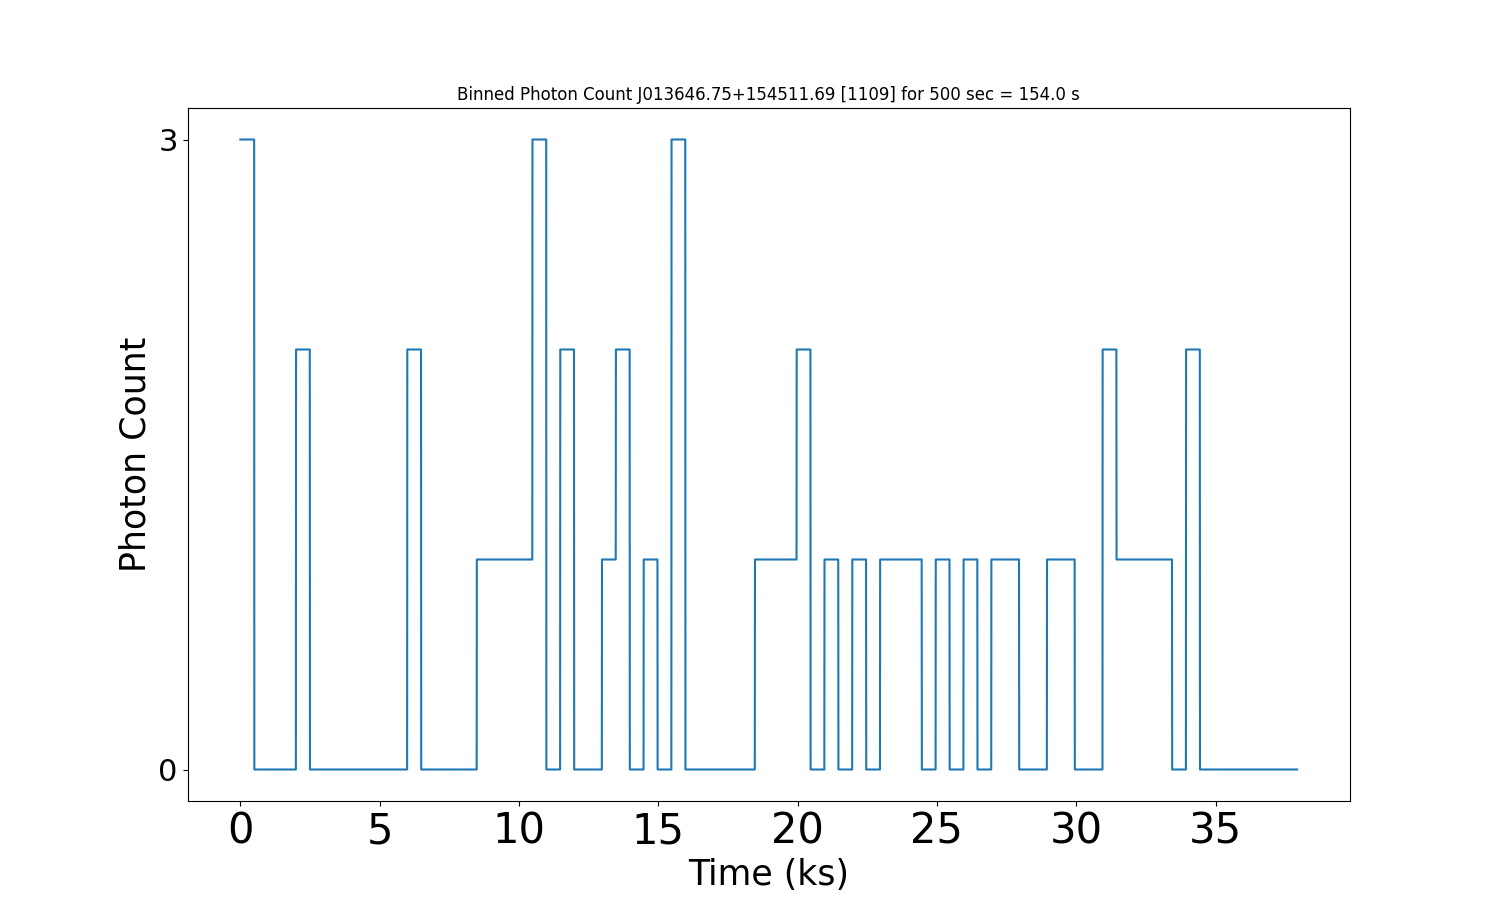 Binned Photon Count J013646.75+154511.69 [1109] for 500 sec = 154.0 s
3
0
Photon Count
0 5 10 15 20 25 30 35
Time (ks)